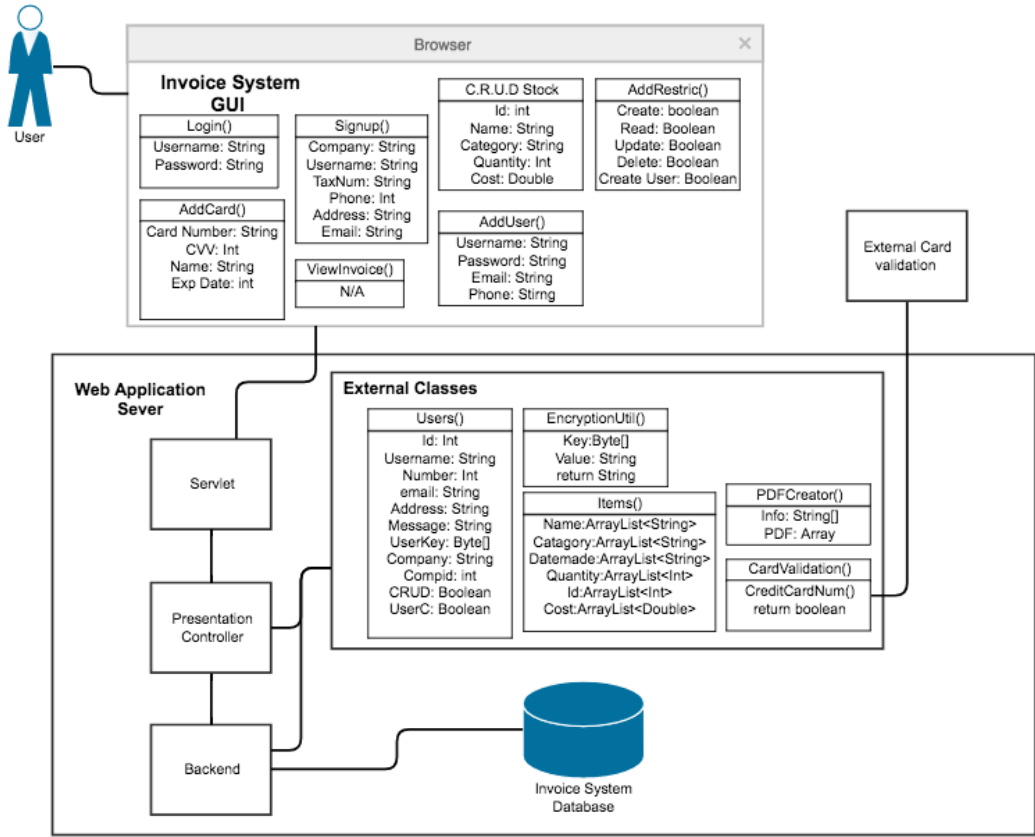 Browser
×
User
Invoice System
GUI
Login()
Username: String
Password: String
Signup()
Company: String
Username: String
TaxNum: String
Phone: Int
Address: String
Email: String
C.R.U.D Stock
Id: int
Name: String
Category: String
Quantity: Int
Cost: Double
AddRestric()
Create: boolean
Read: Boolean
Update: Boolean
Delete: Boolean
Create User: Boolean
AddCard()
Card Number: String
CVV: Int
Name: String
Exp Date: int
ViewInvoice()
N/A
AddUser()
Username: String
Password: String
Email: String
Phone: Stirng
External Card
validation
Web Application
Sever
Servlet
Presentation
Controller
Backend
External Classes
Users()
Id: Int
Username: String
Number: Int
email: String
Address: String
Message: String
UserKey: Byte[]
Company: String
Compid: int
CRUD: Boolean
UserC: Boolean
EncryptionUtil()
Key:Byte[]
Value: String
return String
Items()
Name:ArrayList<String>
Catagory:ArrayList<String>
Datemade:ArrayList<String>
Quantity:ArrayList<Int>
Id:ArrayList<Int>
Cost:ArrayList<Double>
PDFCreator()
Info: String[]
PDF: Array
CardValidation()
CreditCardNum()
return boolean
Invoice System
Database